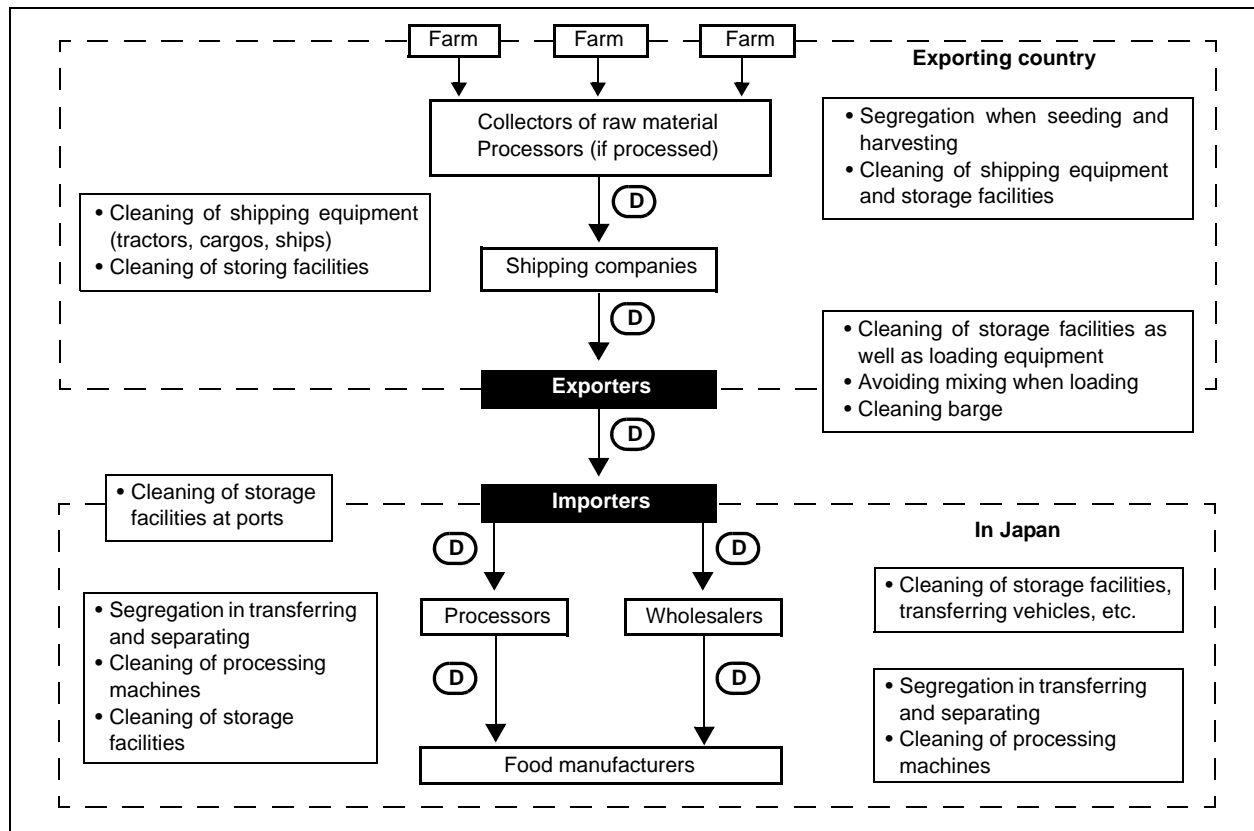 Farm
Farm
Farm
Exporting country
Collectors of raw material
Processors (if processed)
• Segregation when seeding and
harvesting
• Cleaning of shipping equipment
and storage facilities
D
• Cleaning of shipping equipment
(tractors, cargos, ships)
• Cleaning of storing facilities
Shipping companies
D
• Cleaning of storage facilities as
well as loading equipment
• Avoiding mixing when loading
• Cleaning barge
Exporters
D
• Cleaning of storage
facilities at ports
Importers
In Japan
D
D
• Cleaning of storage facilities,
transferring vehicles, etc.
Processors
Wholesalers
• Segregation in transferring
and separating
• Cleaning of processing
machines
• Cleaning of storage
facilities
D
D
• Segregation in transferring
and separating
• Cleaning of processing
machines
Food manufacturers